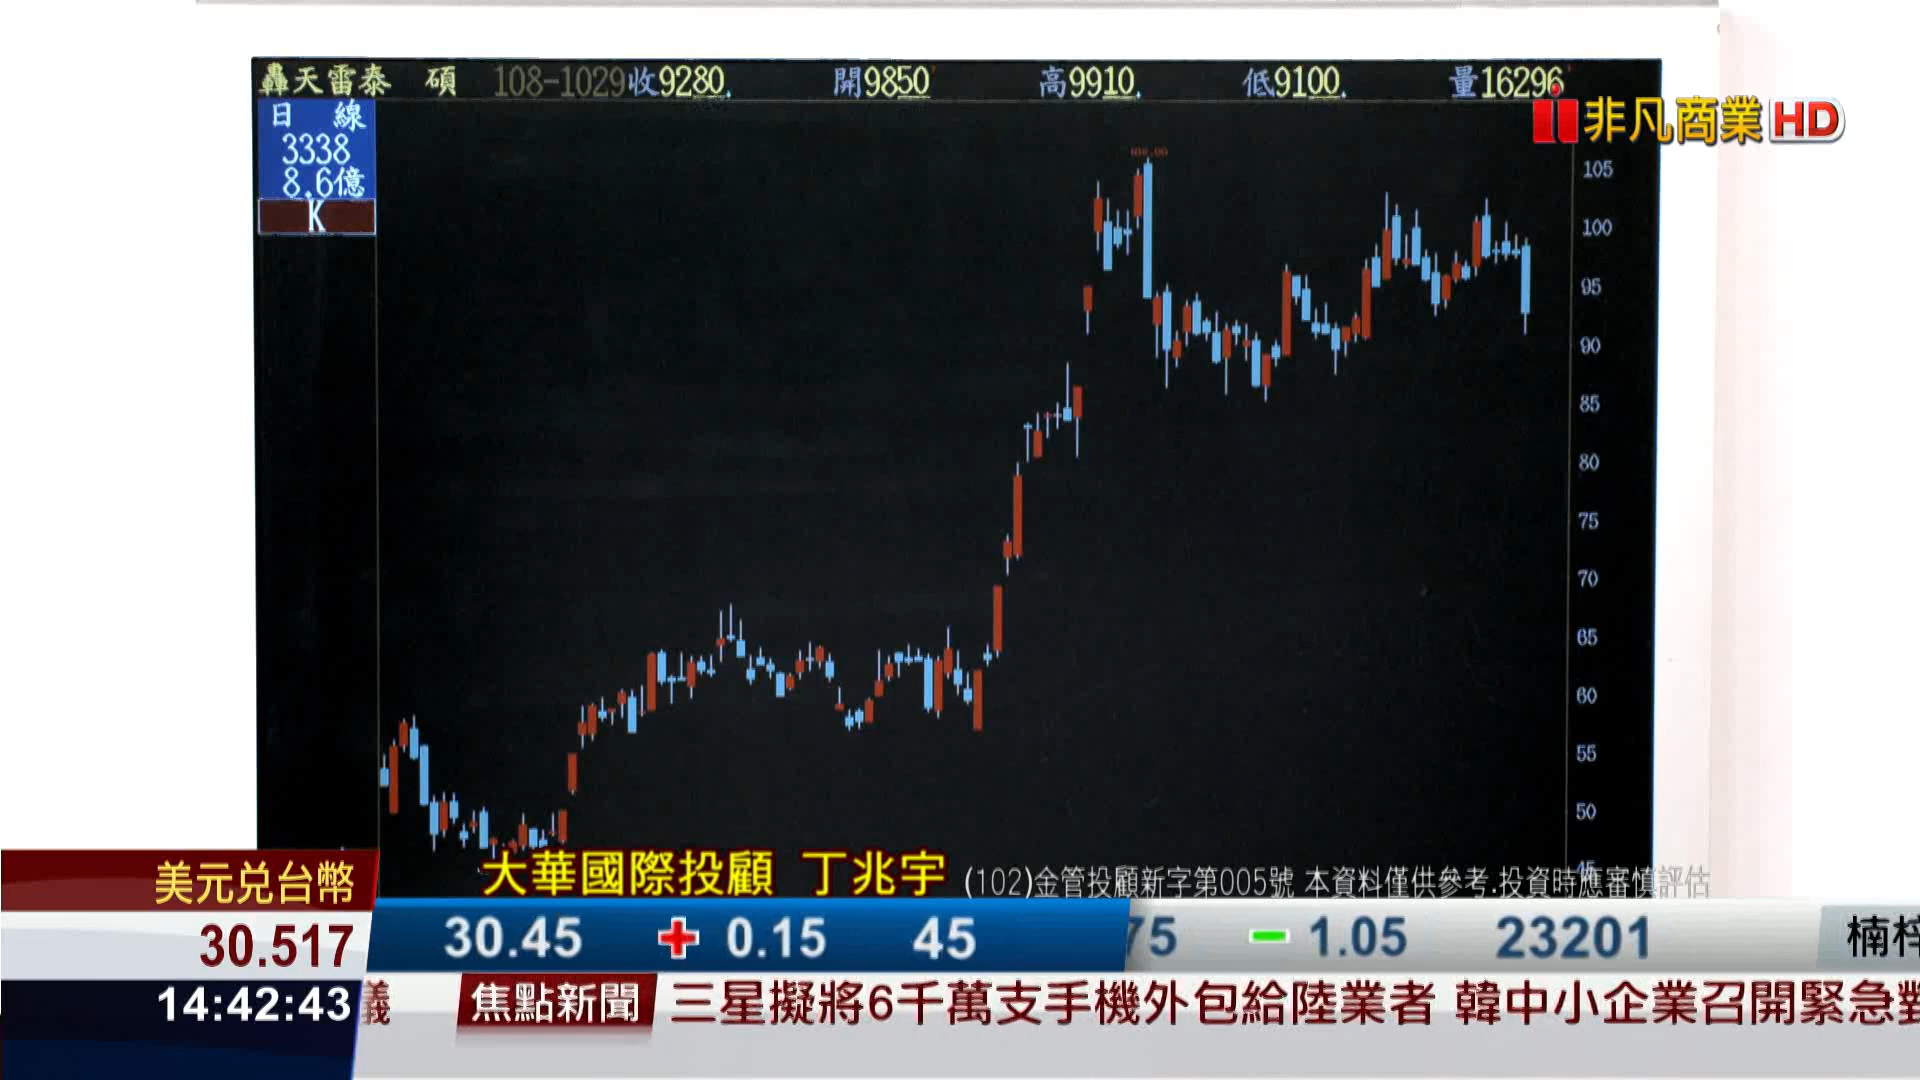 轟天雷泰 碩 108-1029收9280. 開9850 高9910. 低9100. 量16296
日 線
3338
8.6億
K
非凡商業HD
105
100
95
90
85
80
75
70
65
60
55
50
45
美元兑台幣
30.517
14:42:43
大華國際投顧 丁兆宇
(102)金管投顧新字第005號 本資料僅供參考.投資時應審慎評估
30.45 + 0.15 45
75 - 1.05 23201 楠梓
議 焦點新聞 三星擬將6千萬支手機外包給陸業者 韓中小企業召開緊急對